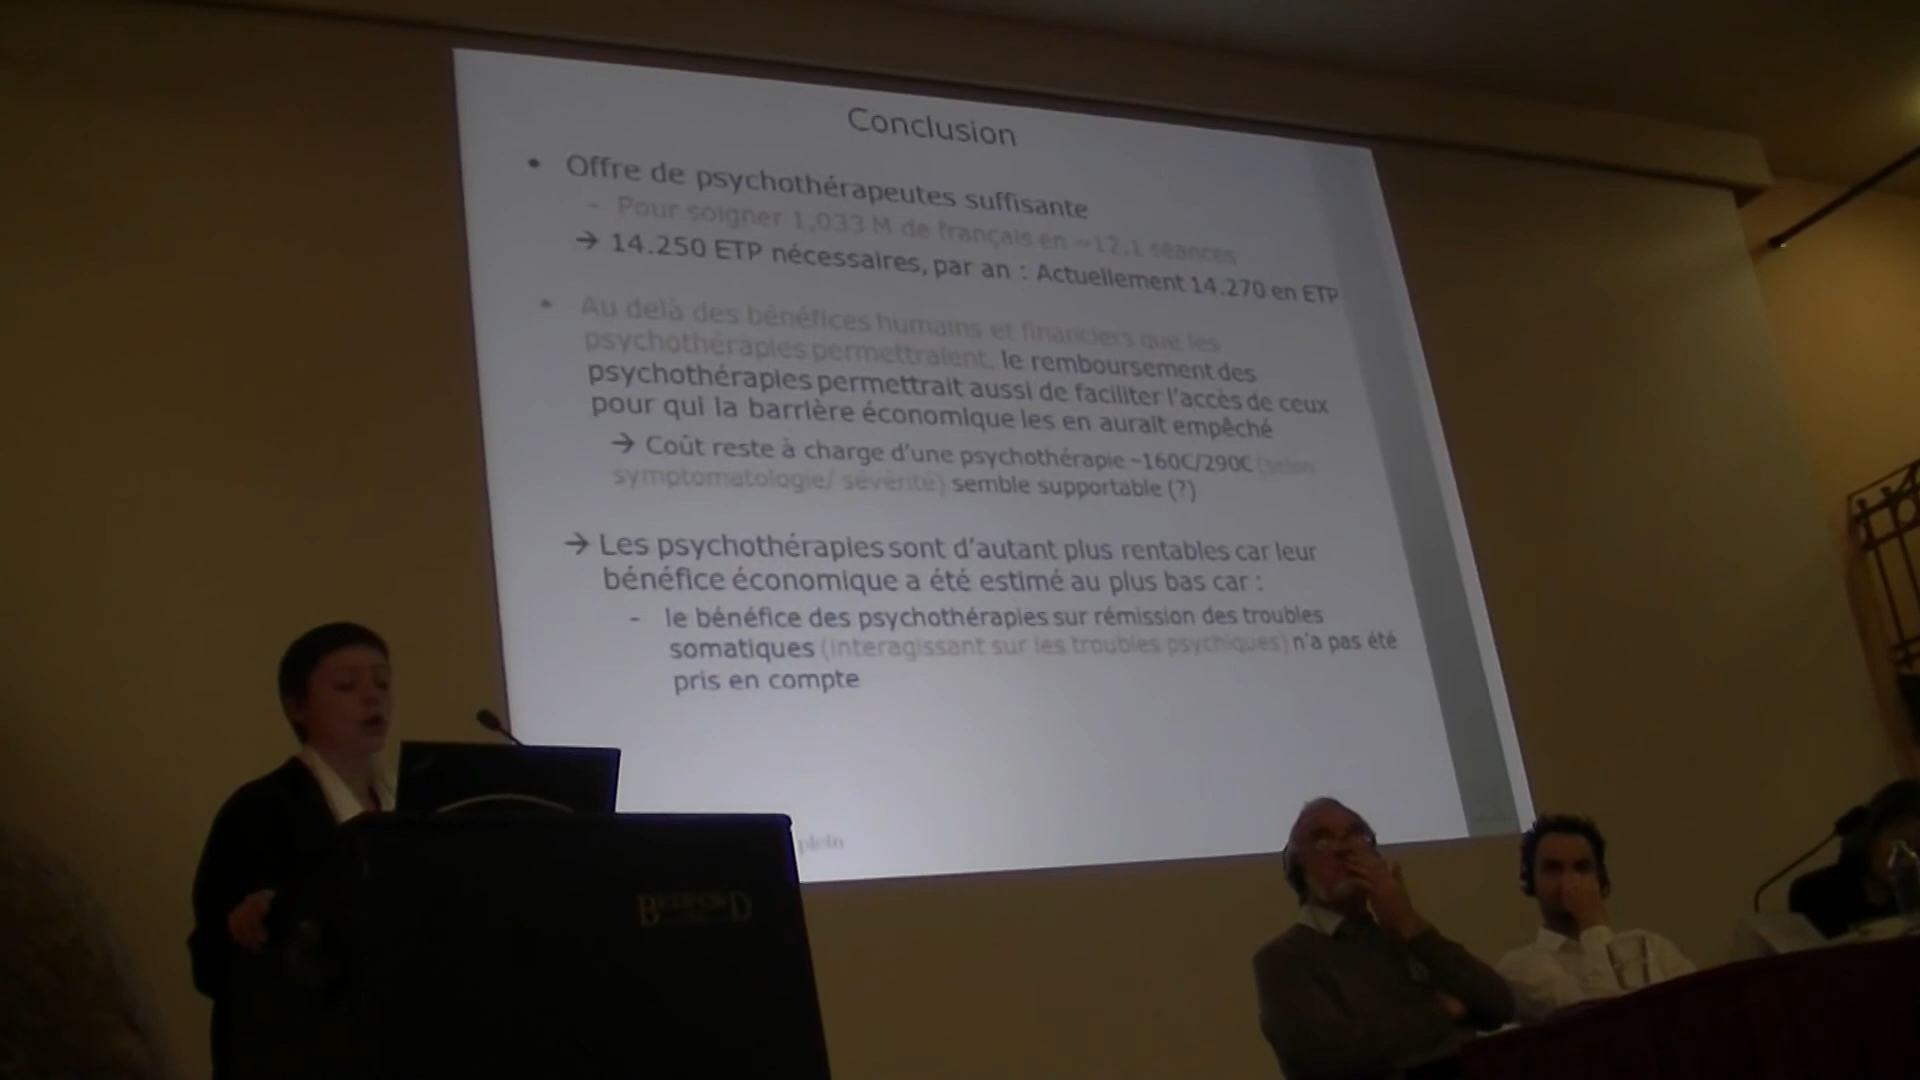 Conclusion
• Offre de psychothérapeutes suffisante
- Pour soigner 1,033 M de français en ~12.1 séances
→ 14.250 ETP nécessaires, par an : Actuellement 14.270 en ETP
• Au delà des bénéfices humains et financiers que les
psychothérapies permettraient, le remboursement des
psychothérapies permettrait aussi de faciliter l'accès de ceux
pour qui la barrière économique les en aurait empêché
→ Coût reste à charge d'une psychothérapie ~160€/290€ (selon
symptomatologie/ sévérité) semble supportable (?)
→ Les psychothérapies sont d'autant plus rentables car leur
bénéfice économique a été estimé au plus bas car :
- le bénéfice des psychothérapies sur rémission des troubles
somatiques (interagissant sur les troubles psychiques) n'a pas été
pris en compte
plein
BEDFORD